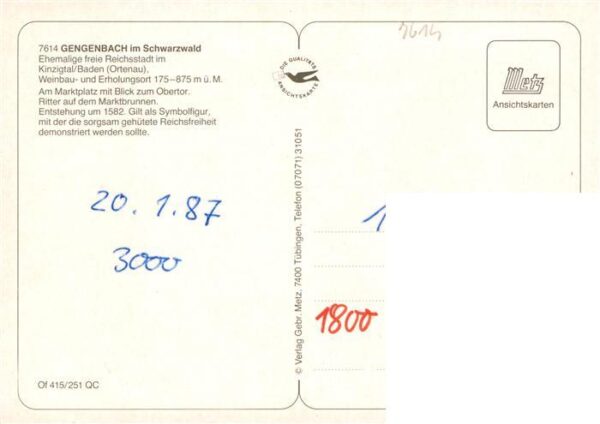 7614
7614 GENGENBACH im Schwarzwald
Ehemalige freie Reichsstadt im
Kinzigtal/Baden (Ortenau),
Weinbau- und Erholungsort 175–875 m ü. M.
Am Marktplatz mit Blick zum Obertor.
Ritter auf dem Marktbrunnen.
Entstehung um 1582. Gilt als Symbolfigur,
mit der die sorgsam gehütete Reichsfreiheit
demonstriert werden sollte.
DIE QUALITÄTS
ANSICHTSKARTE
Metz
Ansichtskarten
20.1.87
3000
© Verlag Gebr. Metz, 7400 Tübingen, Telefon (07071) 31051
1
1800
Of 415/251 QC